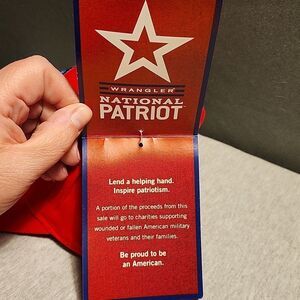 WRANGLER®
NATIONAL
PATRIOT
Lend a helping hand.
Inspire patriotism.
A portion of the proceeds from this
sale will go to charities supporting
wounded or fallen American military
veterans and their families.
Be proud to be
an American.